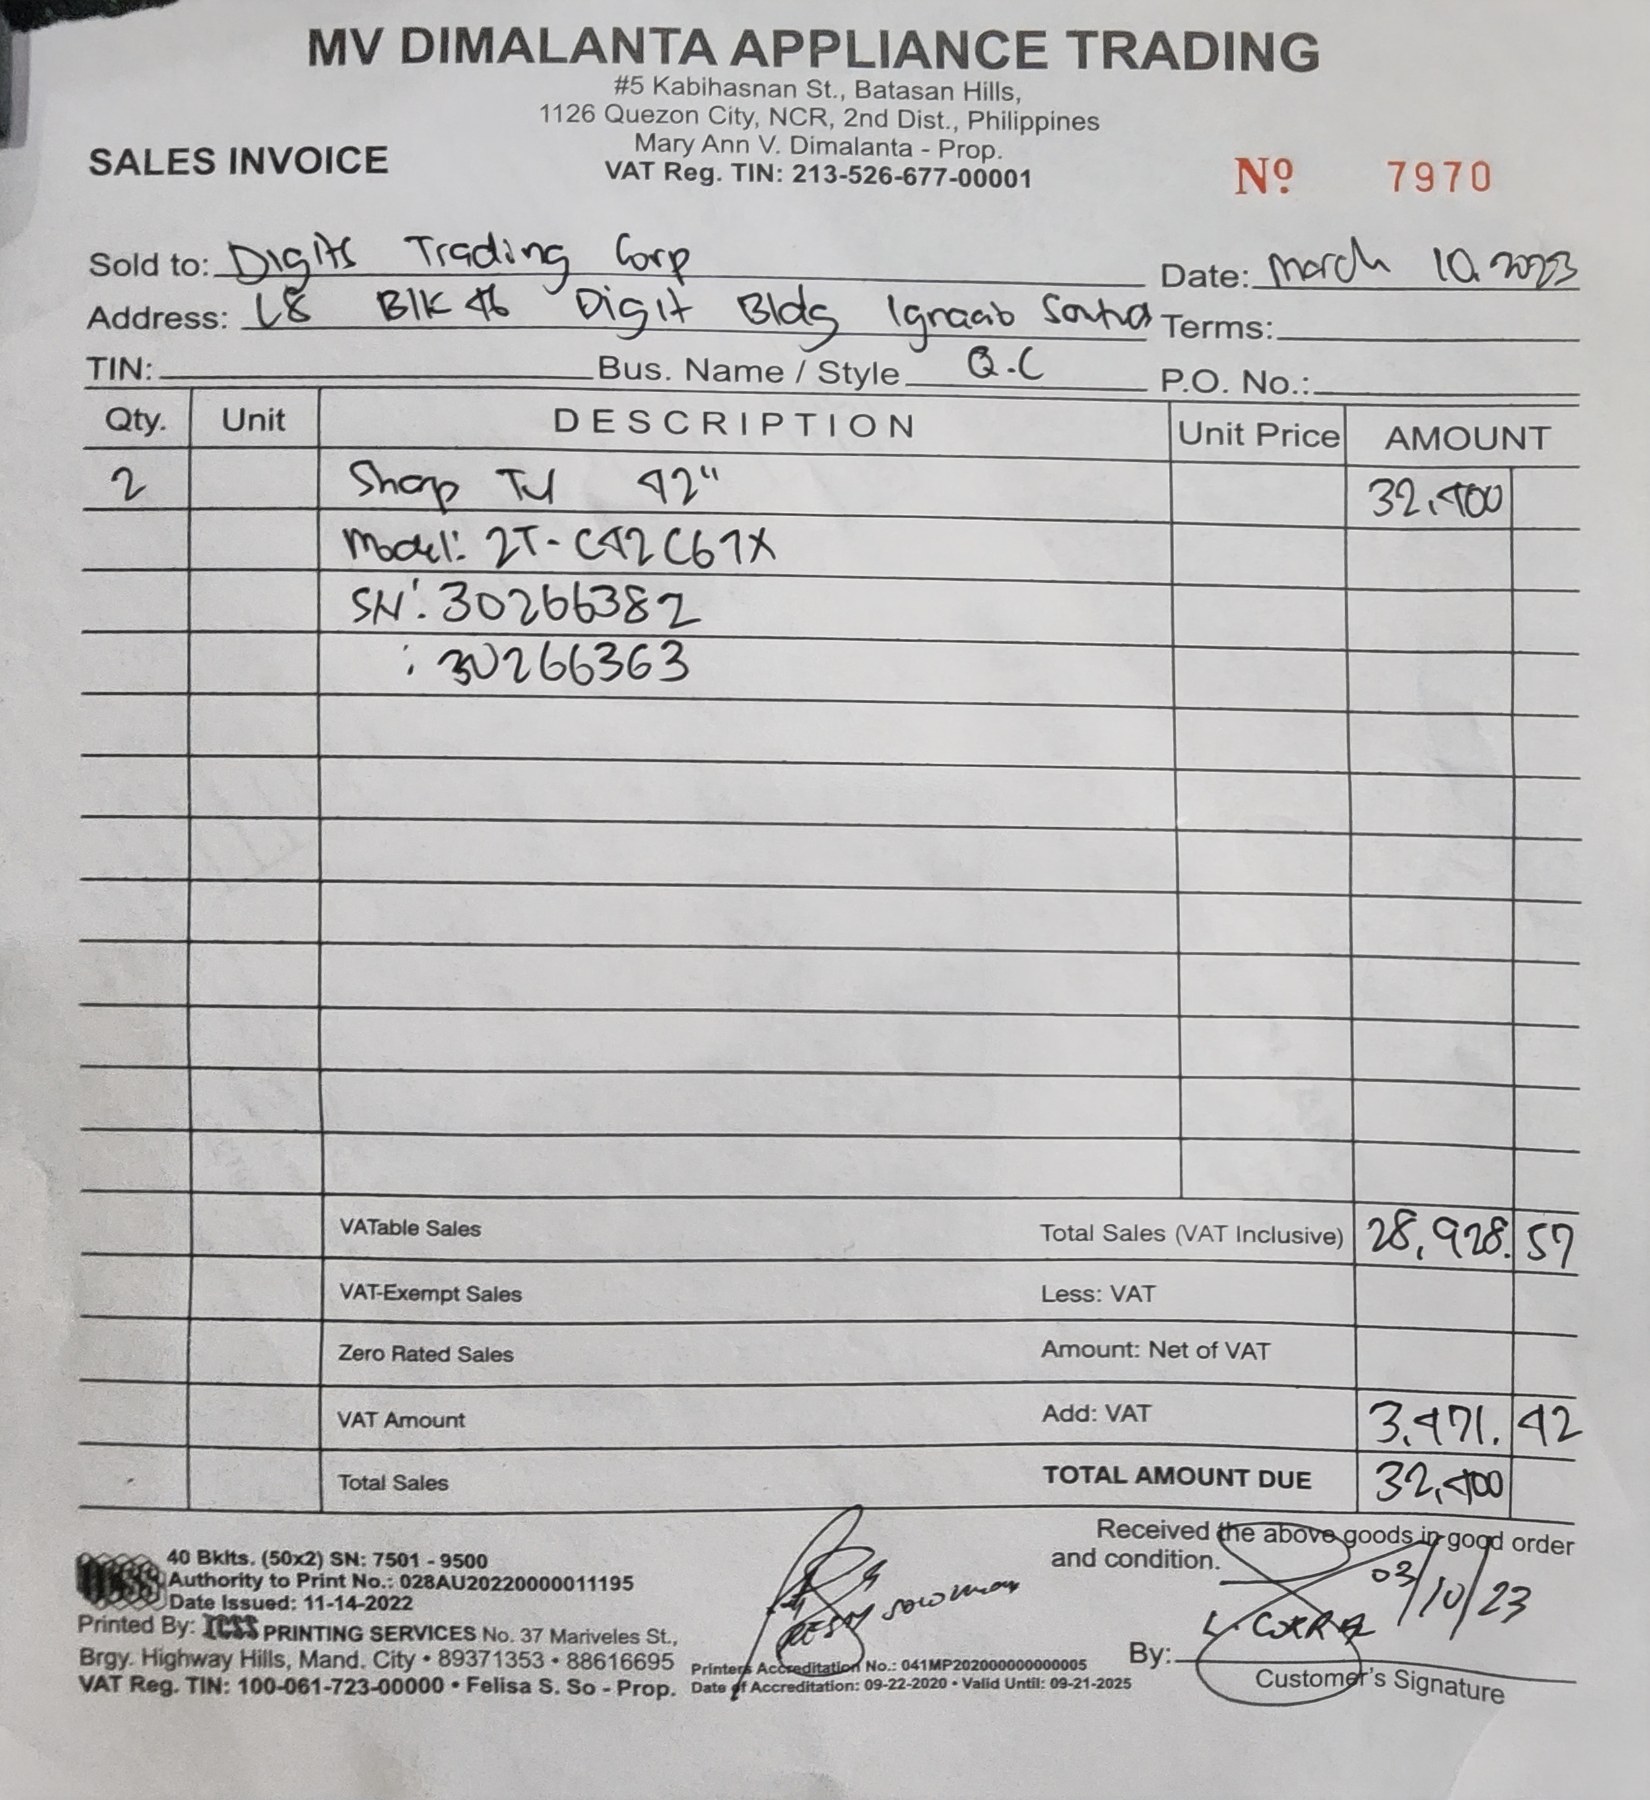 MV DIMALANTA APPLIANCE TRADING
#5 Kabihasnan St., Batasan Hills,
1126 Quezon City, NCR, 2nd Dist., Philippines
Mary Ann V. Dimalanta - Prop.
VAT Reg. TIN: 213-526-677-00001
SALES INVOICE
Nº 7970
Sold to: Digits Trading Corp
Date: March 10, 2023
Address: L8 Blk 46 Digit Bldg
Terms:
TIN:
Bus. Name / Style Q.C
P.O. No.:
Qty. Unit DESCRIPTION Unit Price AMOUNT
2 Sharp TV 42" 32,400
Model: 2T-C42C67X
SN: 30266382
: 30266363
VATable Sales Total Sales (VAT Inclusive) 28,928.57
VAT-Exempt Sales Less: VAT
Zero Rated Sales Amount: Net of VAT
VAT Amount Add: VAT 3,471.42
Total Sales TOTAL AMOUNT DUE 32,400
Received the above goods in good order
and condition.
03/10/23
By:
Customer's Signature
40 Bklts. (50x2) SN: 7501 - 9500
Authority to Print No.: 028AU20220000011195
Date Issued: 11-14-2022
Printed By: ICSS PRINTING SERVICES No. 37 Mariveles St.,
Brgy. Highway Hills, Mand. City • 89371353 • 88616695
VAT Reg. TIN: 100-061-723-00000 • Felisa S. So - Prop.
Printers Accreditation No.: 041MP202000000000005
Date of Accreditation: 09-22-2020 • Valid Until: 09-21-2025